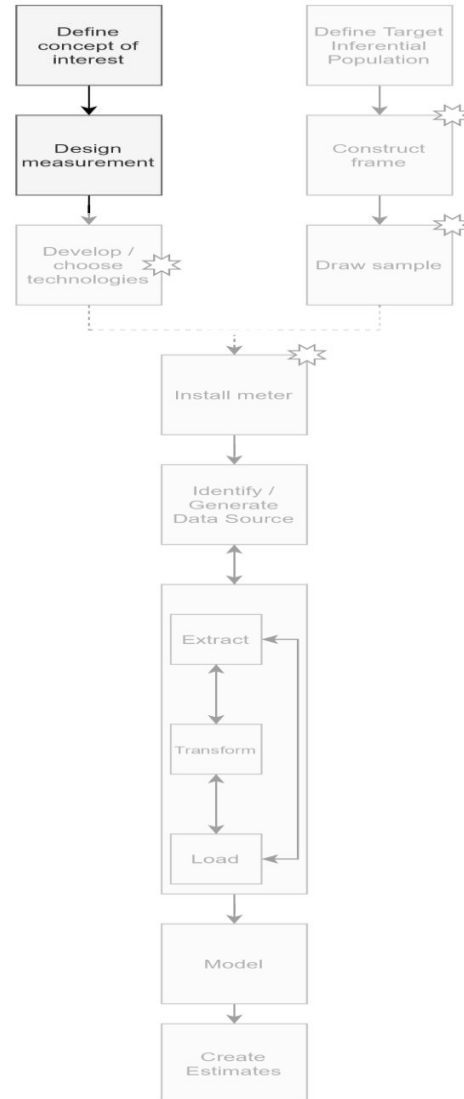 Define
concept of
interest
Define Target
Inferential
Population
Design
measurement
Construct
frame
Develop /
choose
technologies
Draw sample
Install meter
Identify /
Generate
Data Source
Extract
Transform
Load
Model
Create
Estimates